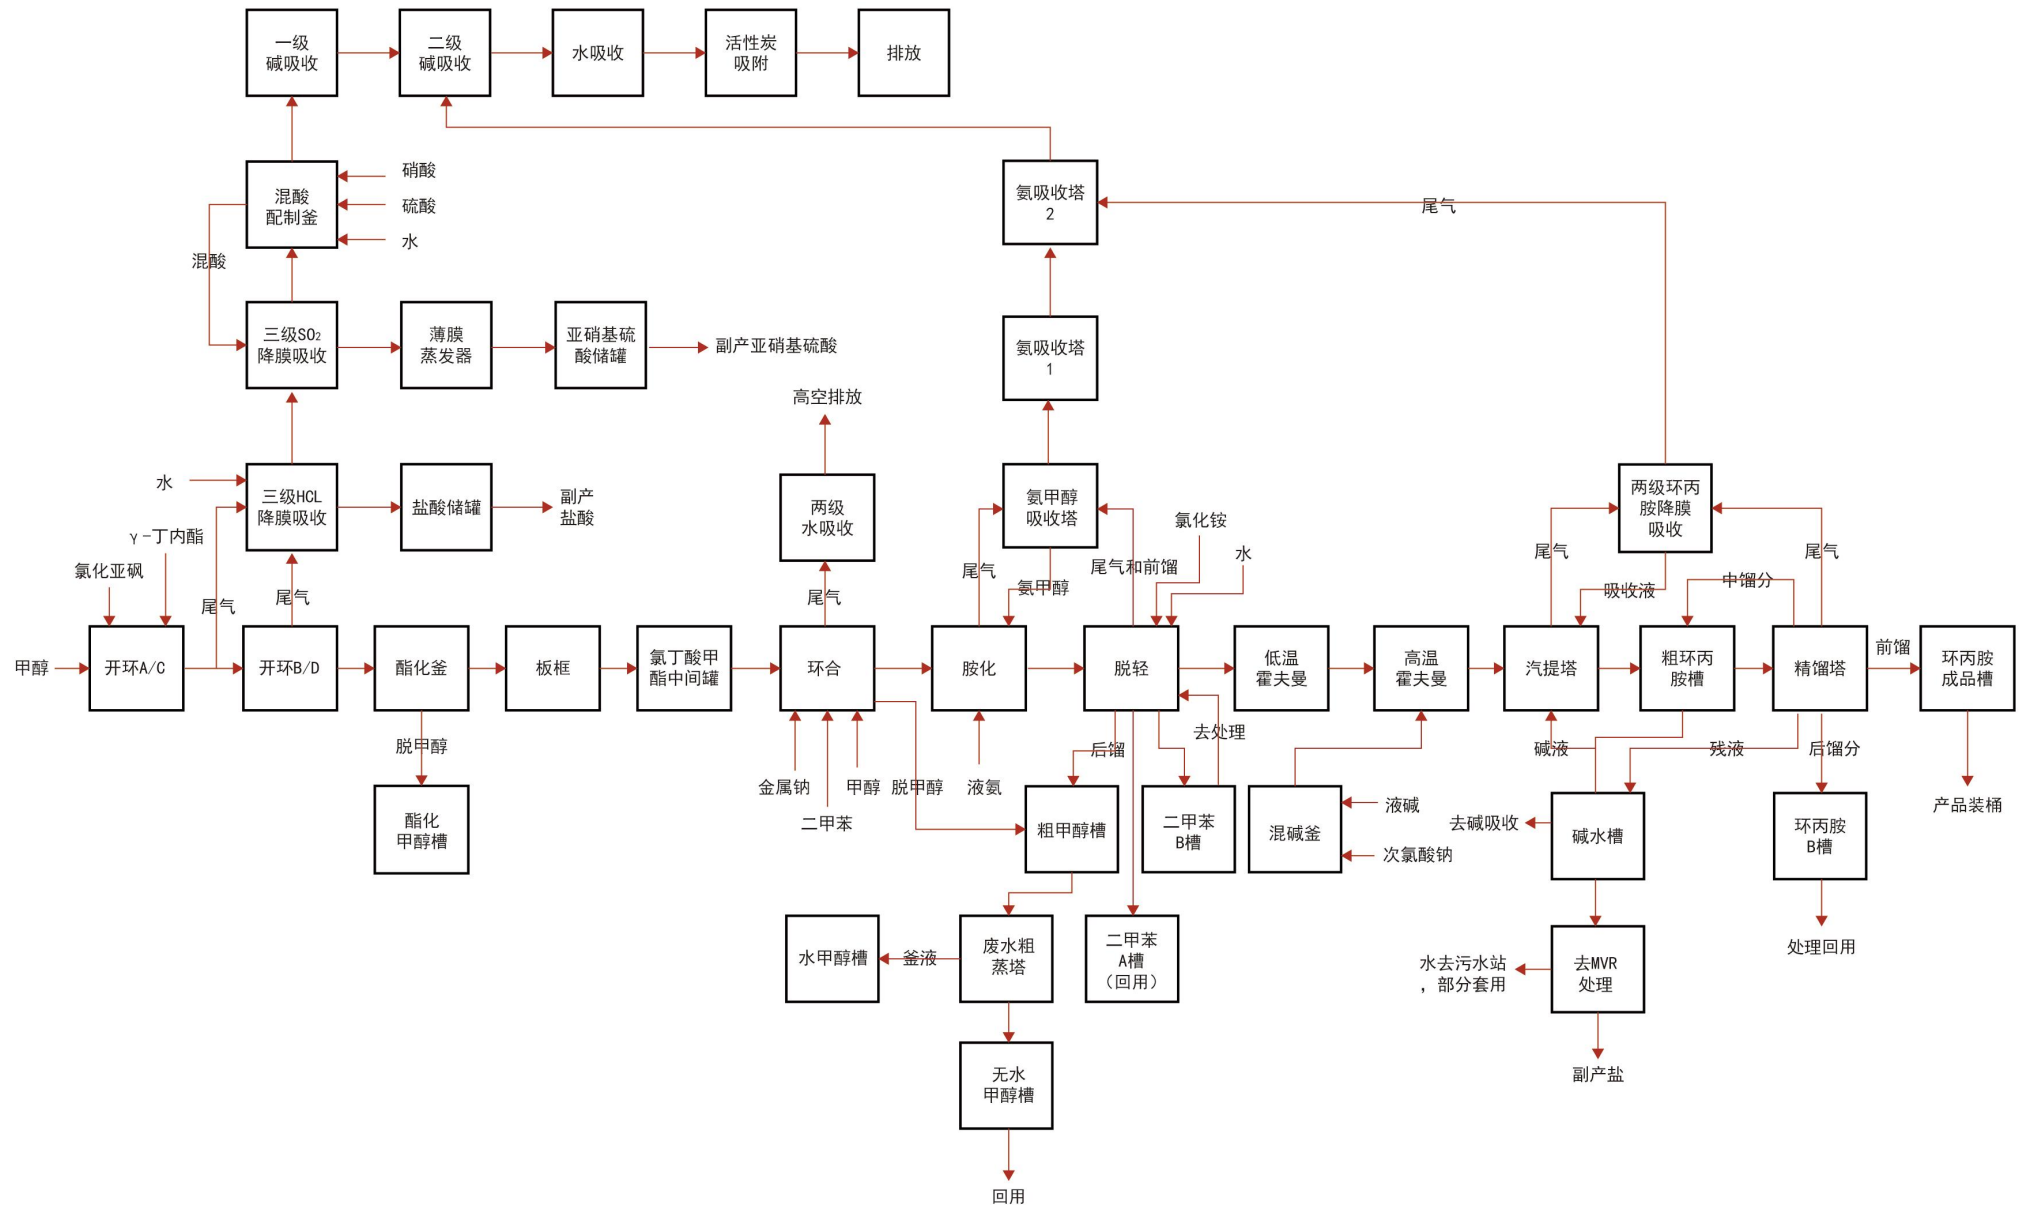 一级
碱吸收
二级
碱吸收
水吸收
活性炭
吸附
排放
混酸
配制釜
硝酸
硫酸
水
混酸
氨吸收塔
2
尾气
三级SO2
降膜吸收
薄膜
蒸发器
亚硝基硫
酸储罐
副产亚硝基硫酸
氨吸收塔
1
高空排放
水
三级HCL
降膜吸收
盐酸储罐
副产
盐酸
两级
水吸收
氨甲醇
吸收塔
两级环丙
胺降膜
吸收
氯化亚砜
γ-丁内酯
尾气
尾气
尾气
尾气
氨甲醇
尾气和前馏
氯化铵
水
尾气
吸收液
中馏分
尾气
甲醇
开环A/C
开环B/D
酯化釜
板框
氯丁酸甲
酯中间罐
环合
胺化
脱轻
低温
霍夫曼
高温
霍夫曼
汽提塔
粗环丙
胺槽
精馏塔
前馏
环丙胺
成品槽
脱甲醇
金属钠
二甲苯
甲醇
脱甲醇
液氨
后馏
去处理
碱液
残液
后馏分
产品装桶
酯化
甲醇槽
粗甲醇槽
二甲苯
B槽
混碱釜
液碱
次氯酸钠
去碱吸收
碱水槽
环丙胺
B槽
水甲醇槽
釜液
废水粗
蒸塔
二甲苯
A槽
（回用）
水去污水站
，部分套用
去MVR
处理
处理回用
无水
甲醇槽
副产盐
回用